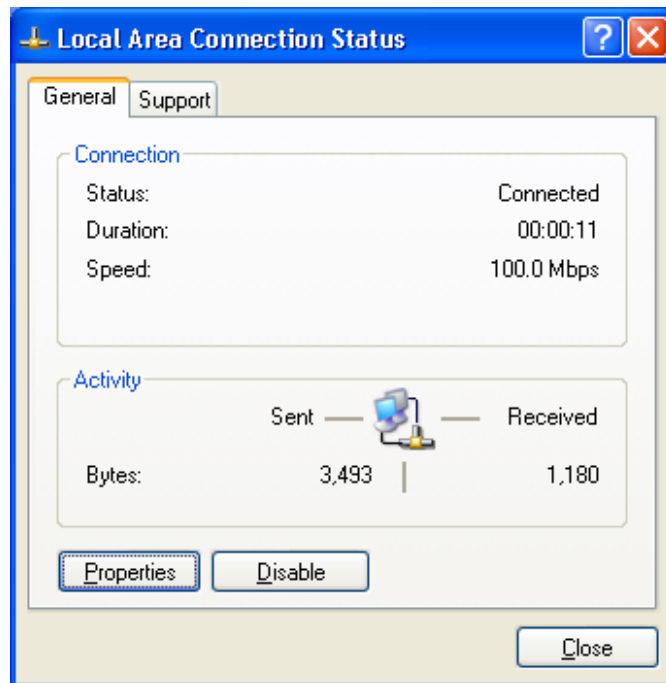 Local Area Connection Status
General Support
Connection
Status: Connected
Duration: 00:00:11
Speed: 100.0 Mbps
Activity
Sent Received
Bytes: 3,493 1,180
Properties Disable
Close